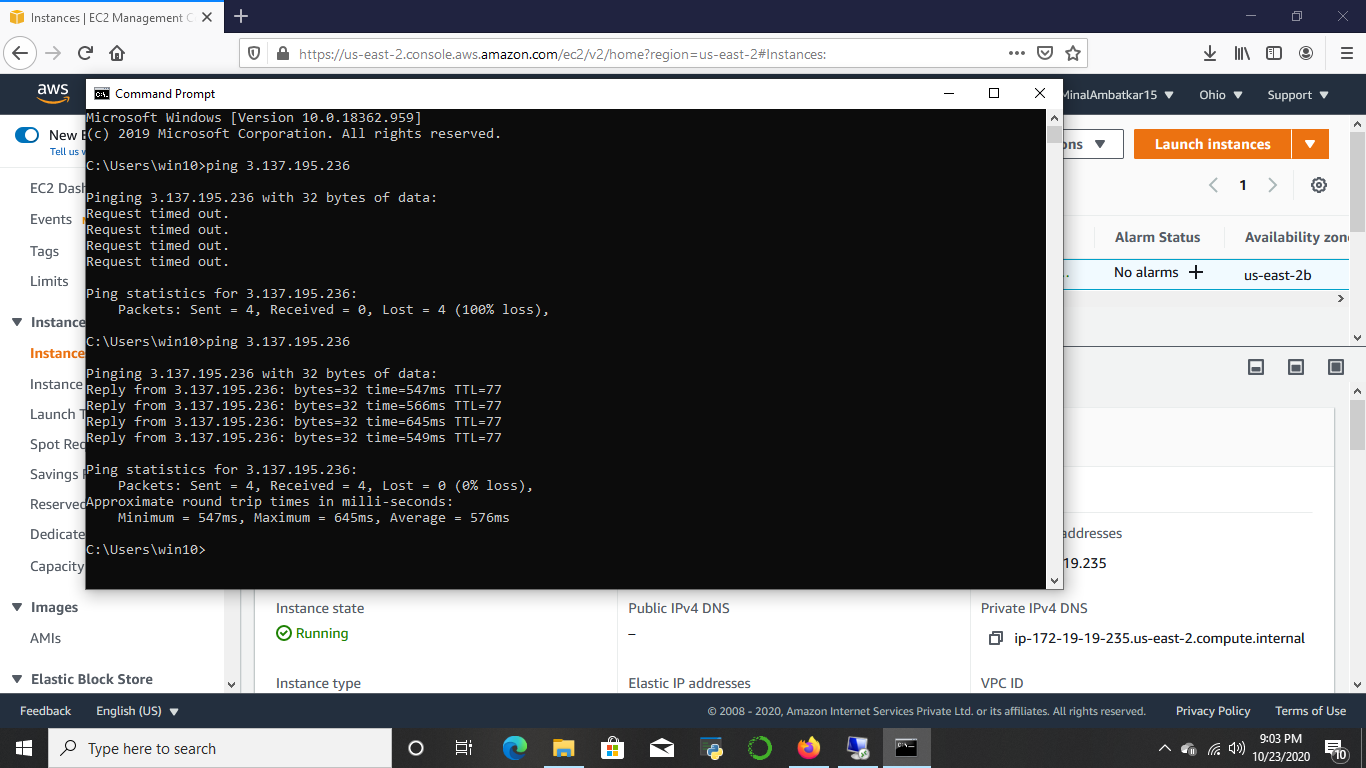 Instances | EC2 Management C
https://us-east-2.console.aws.amazon.com/ec2/v2/home?region=us-east-2#Instances:
aws
MinalAmbatkar15
Ohio
Support
Command Prompt
Microsoft Windows [Version 10.0.18362.959]
(c) 2019 Microsoft Corporation. All rights reserved.
C:\Users\win10>ping 3.137.195.236
Pinging 3.137.195.236 with 32 bytes of data:
Request timed out.
Request timed out.
Request timed out.
Request timed out.
Ping statistics for 3.137.195.236:
Packets: Sent = 4, Received = 0, Lost = 4 (100% loss),
C:\Users\win10>ping 3.137.195.236
Pinging 3.137.195.236 with 32 bytes of data:
Reply from 3.137.195.236: bytes=32 time=547ms TTL=77
Reply from 3.137.195.236: bytes=32 time=566ms TTL=77
Reply from 3.137.195.236: bytes=32 time=645ms TTL=77
Reply from 3.137.195.236: bytes=32 time=549ms TTL=77
Ping statistics for 3.137.195.236:
Packets: Sent = 4, Received = 4, Lost = 0 (0% loss),
Approximate round trip times in milli-seconds:
Minimum = 547ms, Maximum = 645ms, Average = 576ms
C:\Users\win10>
New E
Tell us
EC2 Dash
Events
Tags
Limits
Instance
Instance
Instance
Launch T
Spot Req
Savings
Reserved
Dedicate
Capacity
Images
AMIs
Elastic Block Store
ons
Launch instances
1
Alarm Status
Availability zon
No alarms
us-east-2b
addresses
19.235
Instance state
Public IPv4 DNS
Private IPv4 DNS
Running
–
ip-172-19-19-235.us-east-2.compute.internal
Instance type
Elastic IP addresses
VPC ID
Feedback
English (US)
© 2008 - 2020, Amazon Internet Services Private Ltd. or its affiliates. All rights reserved.
Privacy Policy
Terms of Use
Type here to search
9:03 PM
10/23/2020
10